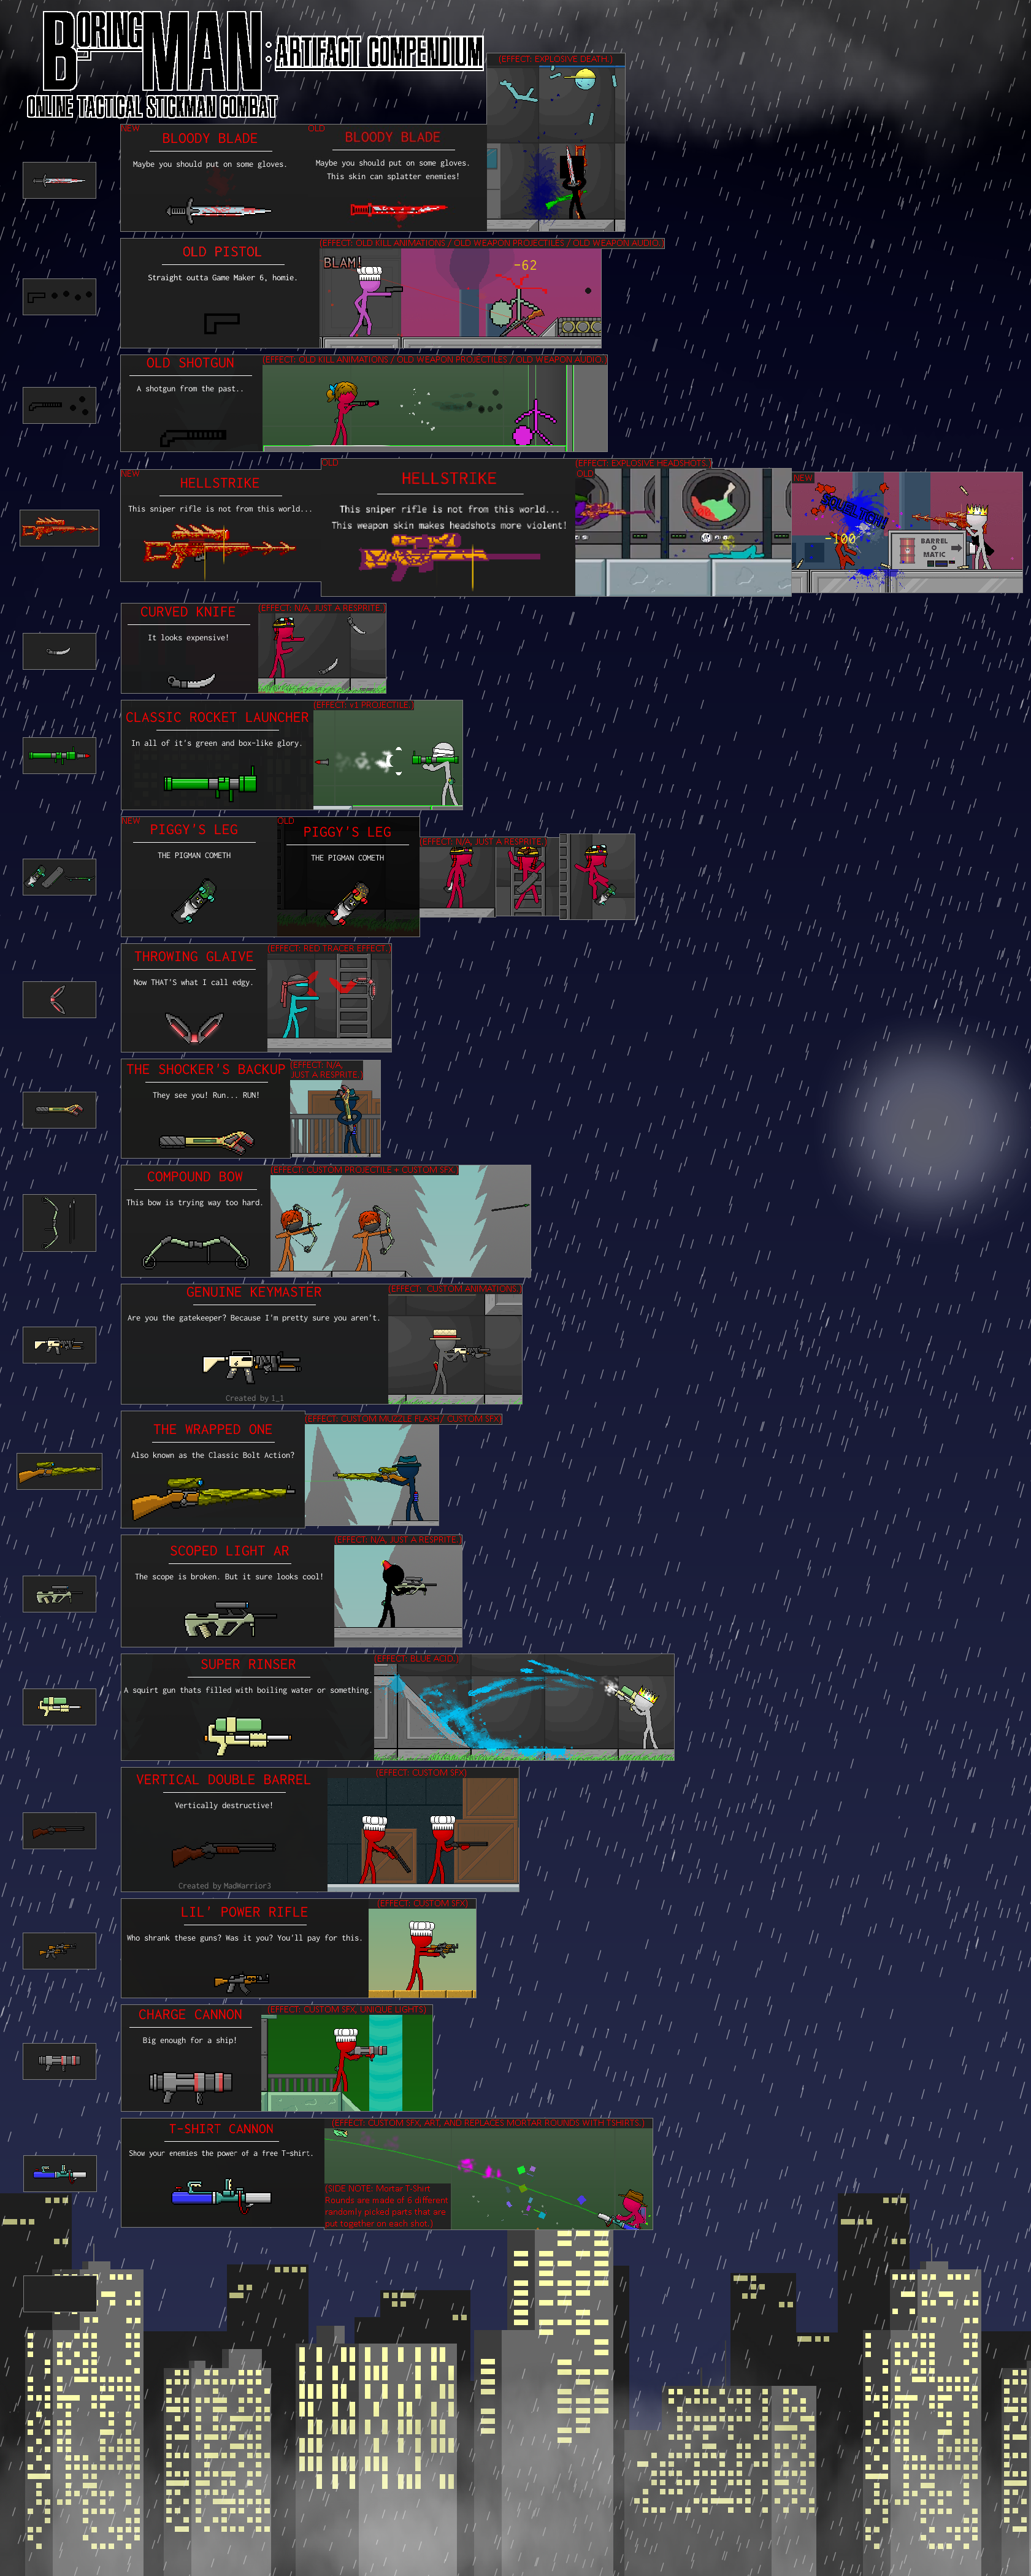 BORINGMAN: ARTIFACT COMPENDIUM
ONLINE TACTICAL STICKMAN COMBAT
(EFFECT: EXPLOSIVE DEATH.)
NEW
BLOODY BLADE
Maybe you should put on some gloves.
OLD
BLOODY BLADE
Maybe you should put on some gloves.
This skin can splatter enemies!
OLD PISTOL
Straight outta Game Maker 6, homie.
(EFFECT: OLD KILL ANIMATIONS / OLD WEAPON PROJECTILES / OLD WEAPON AUDIO.)
BLAM!
-62
OLD SHOTGUN
A shotgun from the past..
(EFFECT: OLD KILL ANIMATIONS / OLD WEAPON PROJECTILES / OLD WEAPON AUDIO.)
NEW
HELLSTRIKE
This sniper rifle is not from this world...
OLD
HELLSTRIKE
This sniper rifle is not from this world...
This weapon skin makes headshots more violent!
(EFFECT: EXPLOSIVE HEADSHOTS.)
OLD
NEW
-100
BARREL
O
MATIC
CURVED KNIFE
It looks expensive!
(EFFECT: N/A, JUST A RESPRITE.)
CLASSIC ROCKET LAUNCHER
In all of it's green and box-like glory.
(EFFECT: v1 PROJECTILE.)
NEW
PIGGY'S LEG
THE PIGMAN COMETH
OLD
PIGGY'S LEG
THE PIGMAN COMETH
(EFFECT: N/A, JUST A RESPRITE.)
THROWING GLAIVE
Now THAT'S what I call edgy.
(EFFECT: RED TRACER EFFECT.)
THE SHOCKER'S BACKUP
They see you! Run... RUN!
(EFFECT: N/A,
JUST A RESPRITE.)
COMPOUND BOW
This bow is trying way too hard.
(EFFECT: CUSTOM PROJECTILE + CUSTOM SFX.)
GENUINE KEYMASTER
Are you the gatekeeper? Because I'm pretty sure you aren't.
Created by l_l
(EFFECT: CUSTOM ANIMATIONS.)
THE WRAPPED ONE
Also known as the Classic Bolt Action?
(EFFECT: CUSTOM MUZZLE FLASH / CUSTOM SFX)
SCOPED LIGHT AR
The scope is broken. But it sure looks cool!
(EFFECT: N/A, JUST A RESPRITE.)
SUPER RINSER
A squirt gun thats filled with boiling water or something.
(EFFECT: BLUE ACID.)
VERTICAL DOUBLE BARREL
Vertically destructive!
Created by MadWarrior3
(EFFECT: CUSTOM SFX)
LIL' POWER RIFLE
Who shrank these guns? Was it you? You'll pay for this.
(EFFECT: CUSTOM SFX)
CHARGE CANNON
Big enough for a ship!
(EFFECT: CUSTOM SFX, UNIQUE LIGHTS)
T-SHIRT CANNON
Show your enemies the power of a free T-shirt.
(EFFECT: CUSTOM SFX, ART, AND REPLACES MORTAR ROUNDS WITH TSHIRTS.)
(SIDE NOTE: Mortar T-Shirt
Rounds are made of 6 different
randomly picked parts that are
put together on each shot.)